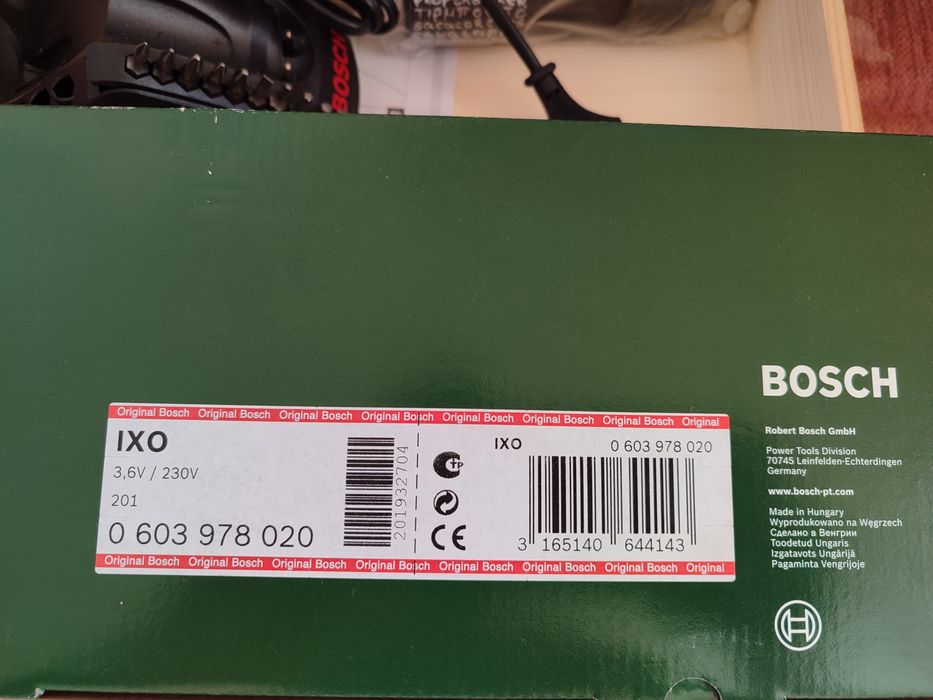 BOSCH
Original Bosch Original Bosch Original Bosch Original Bosch Original Bosch Original Bosch Original Bosch Original
IXO
3,6V / 230V
201
0 603 978 020
201932704
TP
CE
IXO
0 603 978 020
3 165140 644143
Original Bosch Original Bosch Original Bosch Original Bosch Original Bosch Original Bosch Original Bosch Original
BOSCH
Robert Bosch GmbH
Power Tools Division
70745 Leinfelden-Echterdingen
Germany
www.bosch-pt.com
Made in Hungary
Wyprodukowano na Węgrzech
Сделано в Венгрии
Toodetud Ungaris
Izgatavots Ungārijā
Pagaminta Vengrijoje